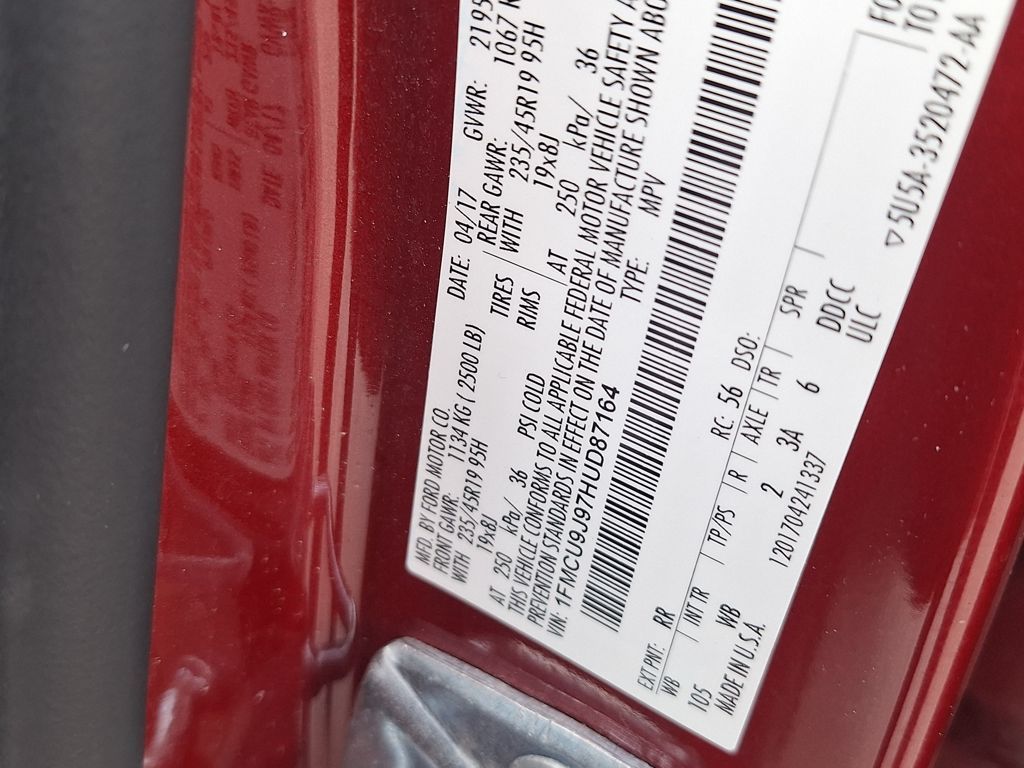 MFD. BY FORD MOTOR CO.
DATE: 04/17 GVWR: 2195
FRONT GAWR: 1134 KG ( 2500 LB)
REAR GAWR: 1067 K
WITH 235/45R19 95H TIRES WITH 235/45R19 95H
19x8J RIMS 19x8J
AT 250 kPa/ 36 PSI COLD AT 250 kPa/ 36
THIS VEHICLE CONFORMS TO ALL APPLICABLE FEDERAL MOTOR VEHICLE SAFETY A
PREVENTION STANDARDS IN EFFECT ON THE DATE OF MANUFACTURE SHOWN ABO
VIN: 1FMCU9J97HUD87164 TYPE: MPV
EXT PNT: RR RC: 56 DSO:
WB INT TR TP/PS R AXLE TR SPR
105 WB 2 3A 6 DDCC
MADE IN U.S.A. 120170424 1337 ULC
FO
TOT
▽5U5A-3520472-AA